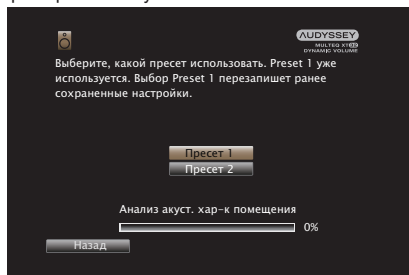 AUDYSSEY
MULTEQ XT32
DYNAMIC VOLUME
Выберите, какой пресет использовать. Preset 1 уже
используется. Выбор Preset 1 перезапишет ранее
сохраненные настройки.
Пресет 1
Пресет 2
Анализ акуст. хар-к помещения
0%
Назад